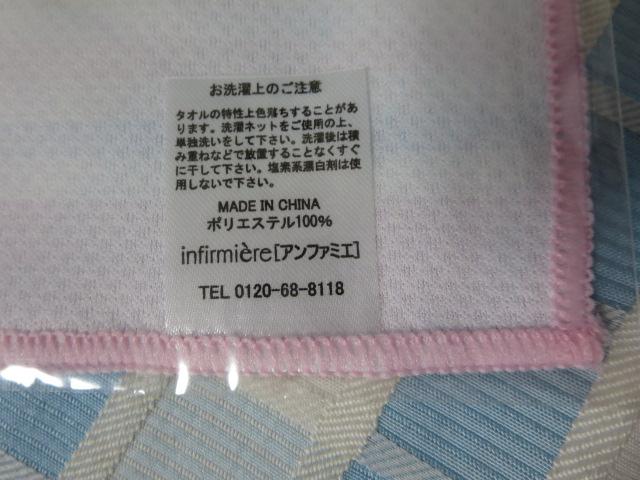 お洗濯上のご注意
タオルの特性上色落ちすることがあ
ります。洗濯ネットをご使用の上、
単独洗いをして下さい。洗濯後は積
み重ねなどで放置することなくすぐ
に干して下さい。塩素系漂白剤は使
用しないで下さい。
MADE IN CHINA
ポリエステル100%
infirmière[アンファミエ]
TEL 0120-68-8118